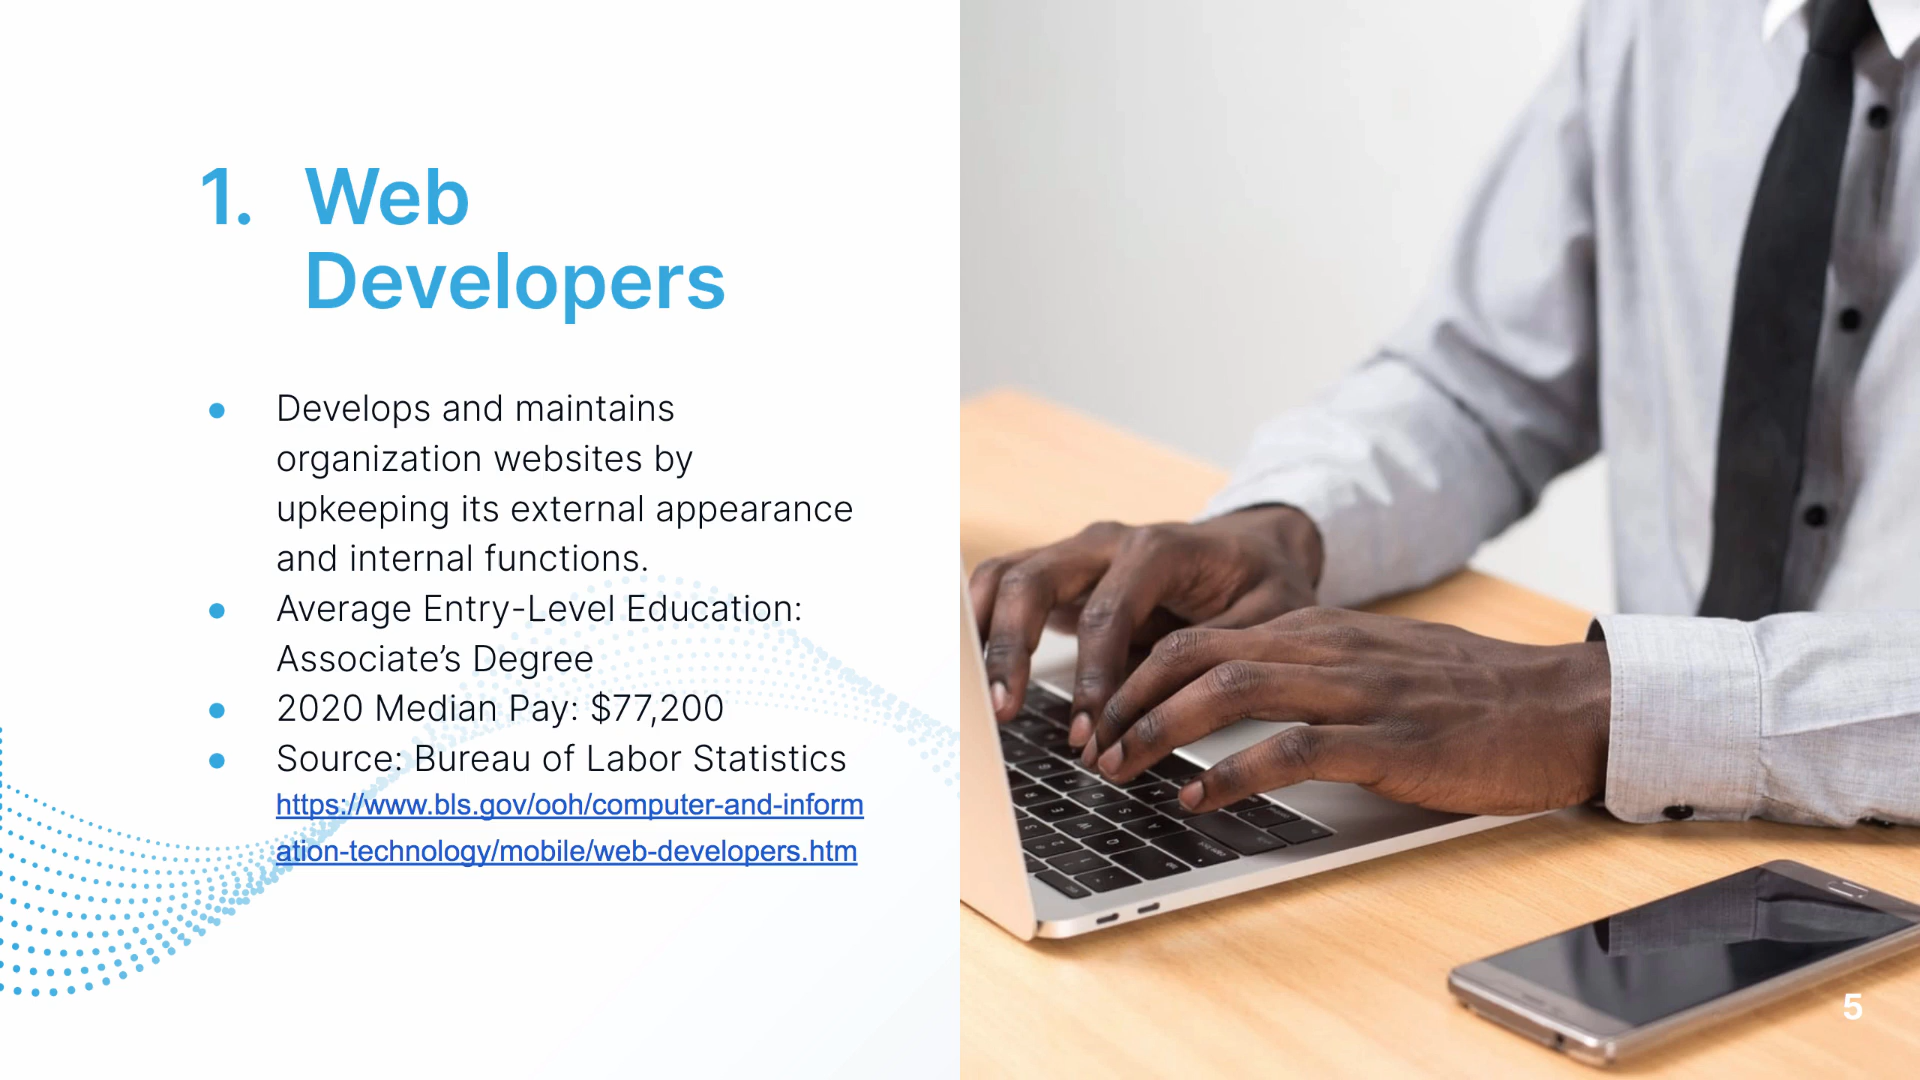 1. Web
Developers
● Develops and maintains
organization websites by
upkeeping its external appearance
and internal functions.
● Average Entry-Level Education:
Associate’s Degree
● 2020 Median Pay: $77,200
● Source: Bureau of Labor Statistics
https://www.bls.gov/ooh/computer-and-inform
ation-technology/mobile/web-developers.htm
5